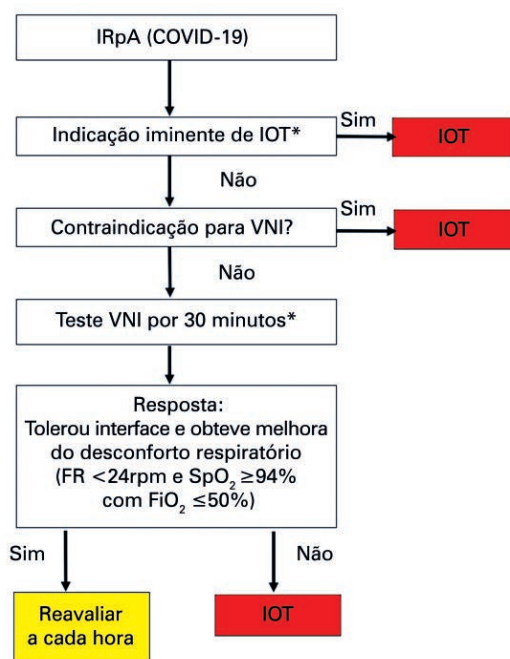 IRpA (COVID-19)
Indicação iminente de IOT*
Sim
IOT
Não
Contraindicação para VNI?
Sim
IOT
Não
Teste VNI por 30 minutos*
Resposta:
Tolerou interface e obteve melhora
do desconforto respiratório
(FR <24rpm e SpO₂ ≥94%
com FiO₂ ≤50%)
Sim
Não
Reavaliar
a cada hora
IOT